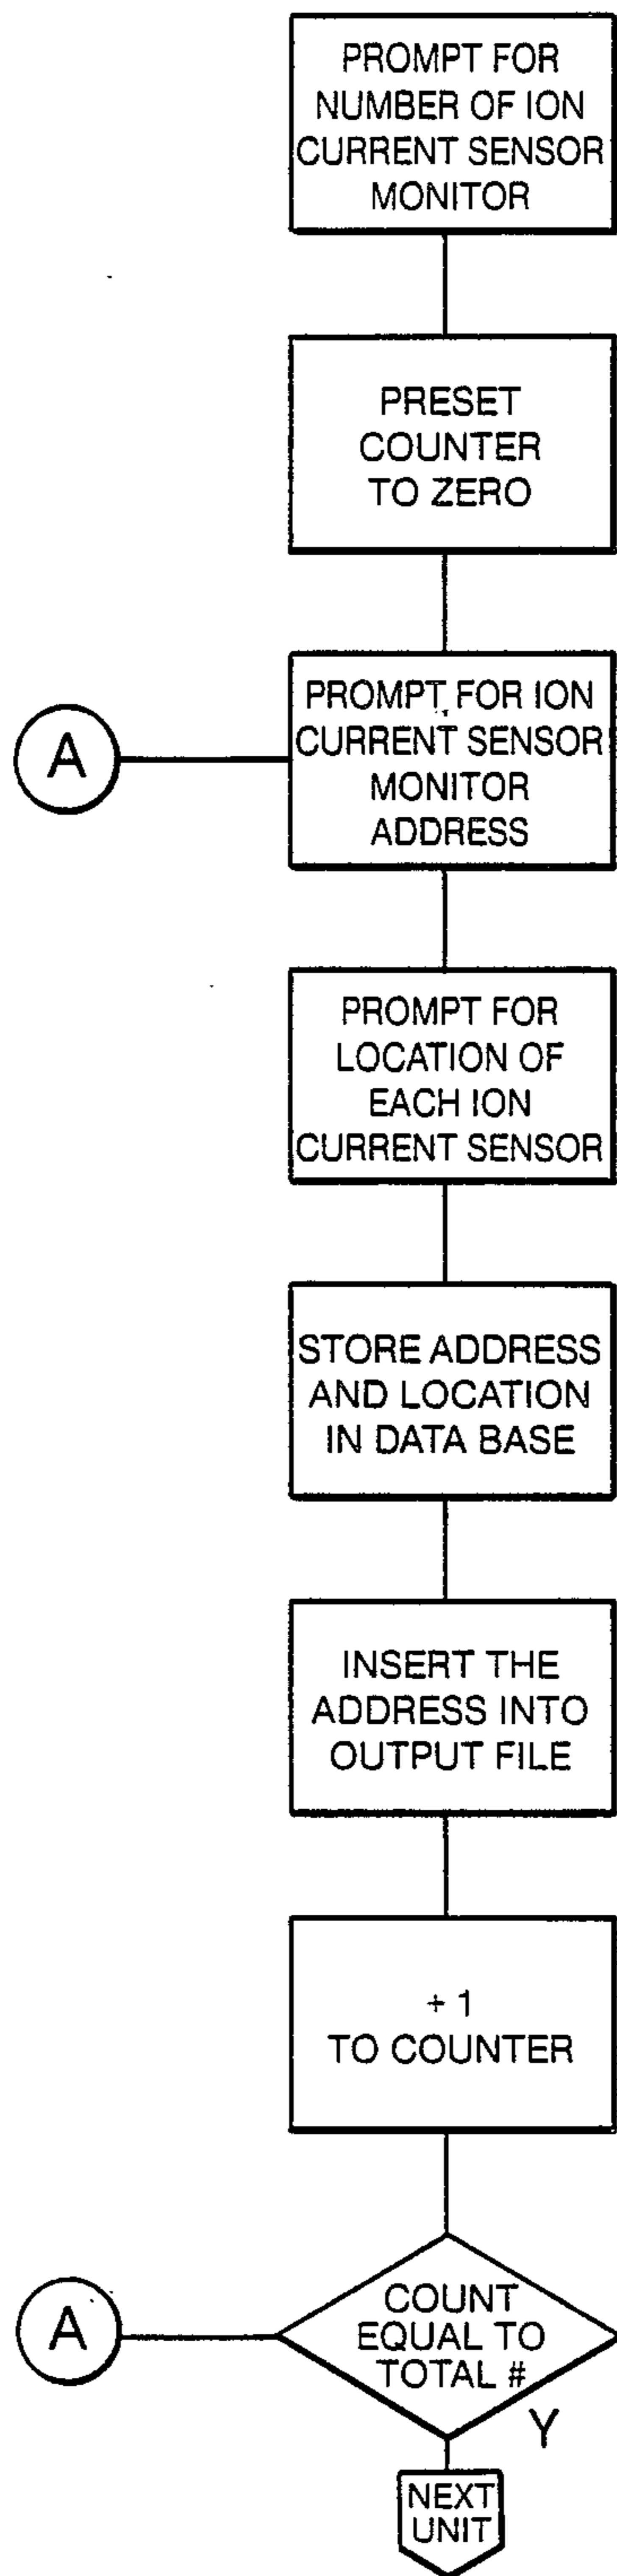 PROMPT FOR
NUMBER OF ION
CURRENT SENSOR
MONITOR
PRESET
COUNTER
TO ZERO
A
PROMPT FOR ION
CURRENT SENSOR
MONITOR
ADDRESS
PROMPT FOR
LOCATION OF
EACH ION
CURRENT SENSOR
STORE ADDRESS
AND LOCATION
IN DATA BASE
INSERT THE
ADDRESS INTO
OUTPUT FILE
+ 1
TO COUNTER
A
COUNT
EQUAL TO
TOTAL #
Y
NEXT
UNIT